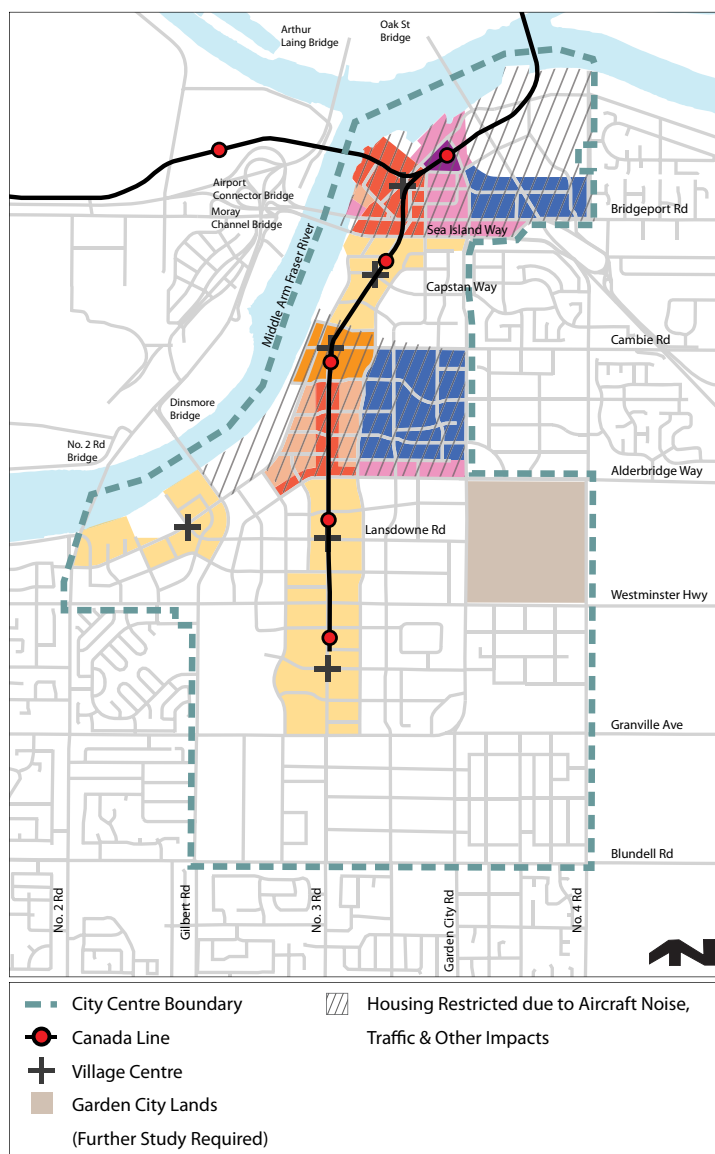 Arthur
Laing Bridge
Oak St
Bridge
Airport
Connector Bridge
Moray
Channel Bridge
Bridgeport Rd
Sea Island Way
Middle Arm Fraser River
Capstan Way
Cambie Rd
Dinsmore
Bridge
No. 2 Rd
Bridge
Alderbridge Way
Lansdowne Rd
Westminster Hwy
Granville Ave
Blundell Rd
No. 2 Rd
Gilbert Rd
No. 3 Rd
Garden City Rd
No. 4 Rd
N
City Centre Boundary
Canada Line
Village Centre
Garden City Lands
(Further Study Required)
Housing Restricted due to Aircraft Noise,
Traffic & Other Impacts